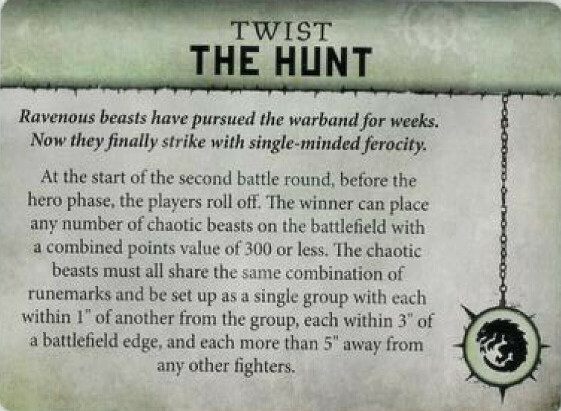 TWIST
THE HUNT
Ravenous beasts have pursued the warband for weeks.
Now they finally strike with single-minded ferocity.
At the start of the second battle round, before the
hero phase, the players roll off. The winner can place
any number of chaotic beasts on the battlefield with
a combined points value of 300 or less. The chaotic
beasts must all share the same combination of
runemarks and be set up as a single group with each
within 1" of another from the group, each within 3" of
a battlefield edge, and each more than 5" away from
any other fighters.